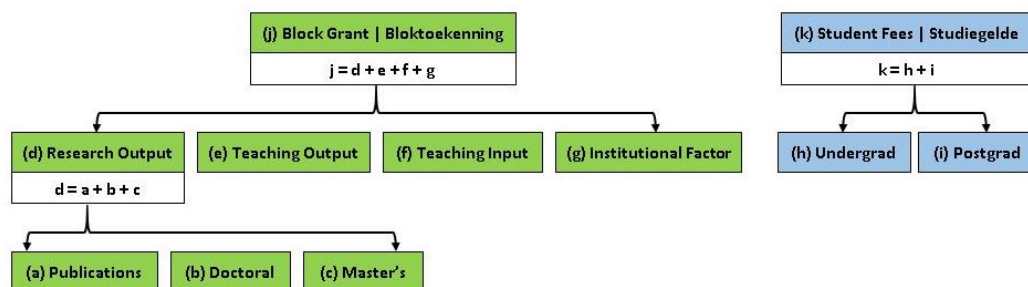 (j) Block Grant | Bloktoekenning
j = d + e + f + g
(k) Student Fees | Studiegelde
k = h + i
(d) Research Output
d = a + b + c
(e) Teaching Output
(f) Teaching Input
(g) Institutional Factor
(h) Undergrad
(i) Postgrad
(a) Publications
(b) Doctoral
(c) Master's